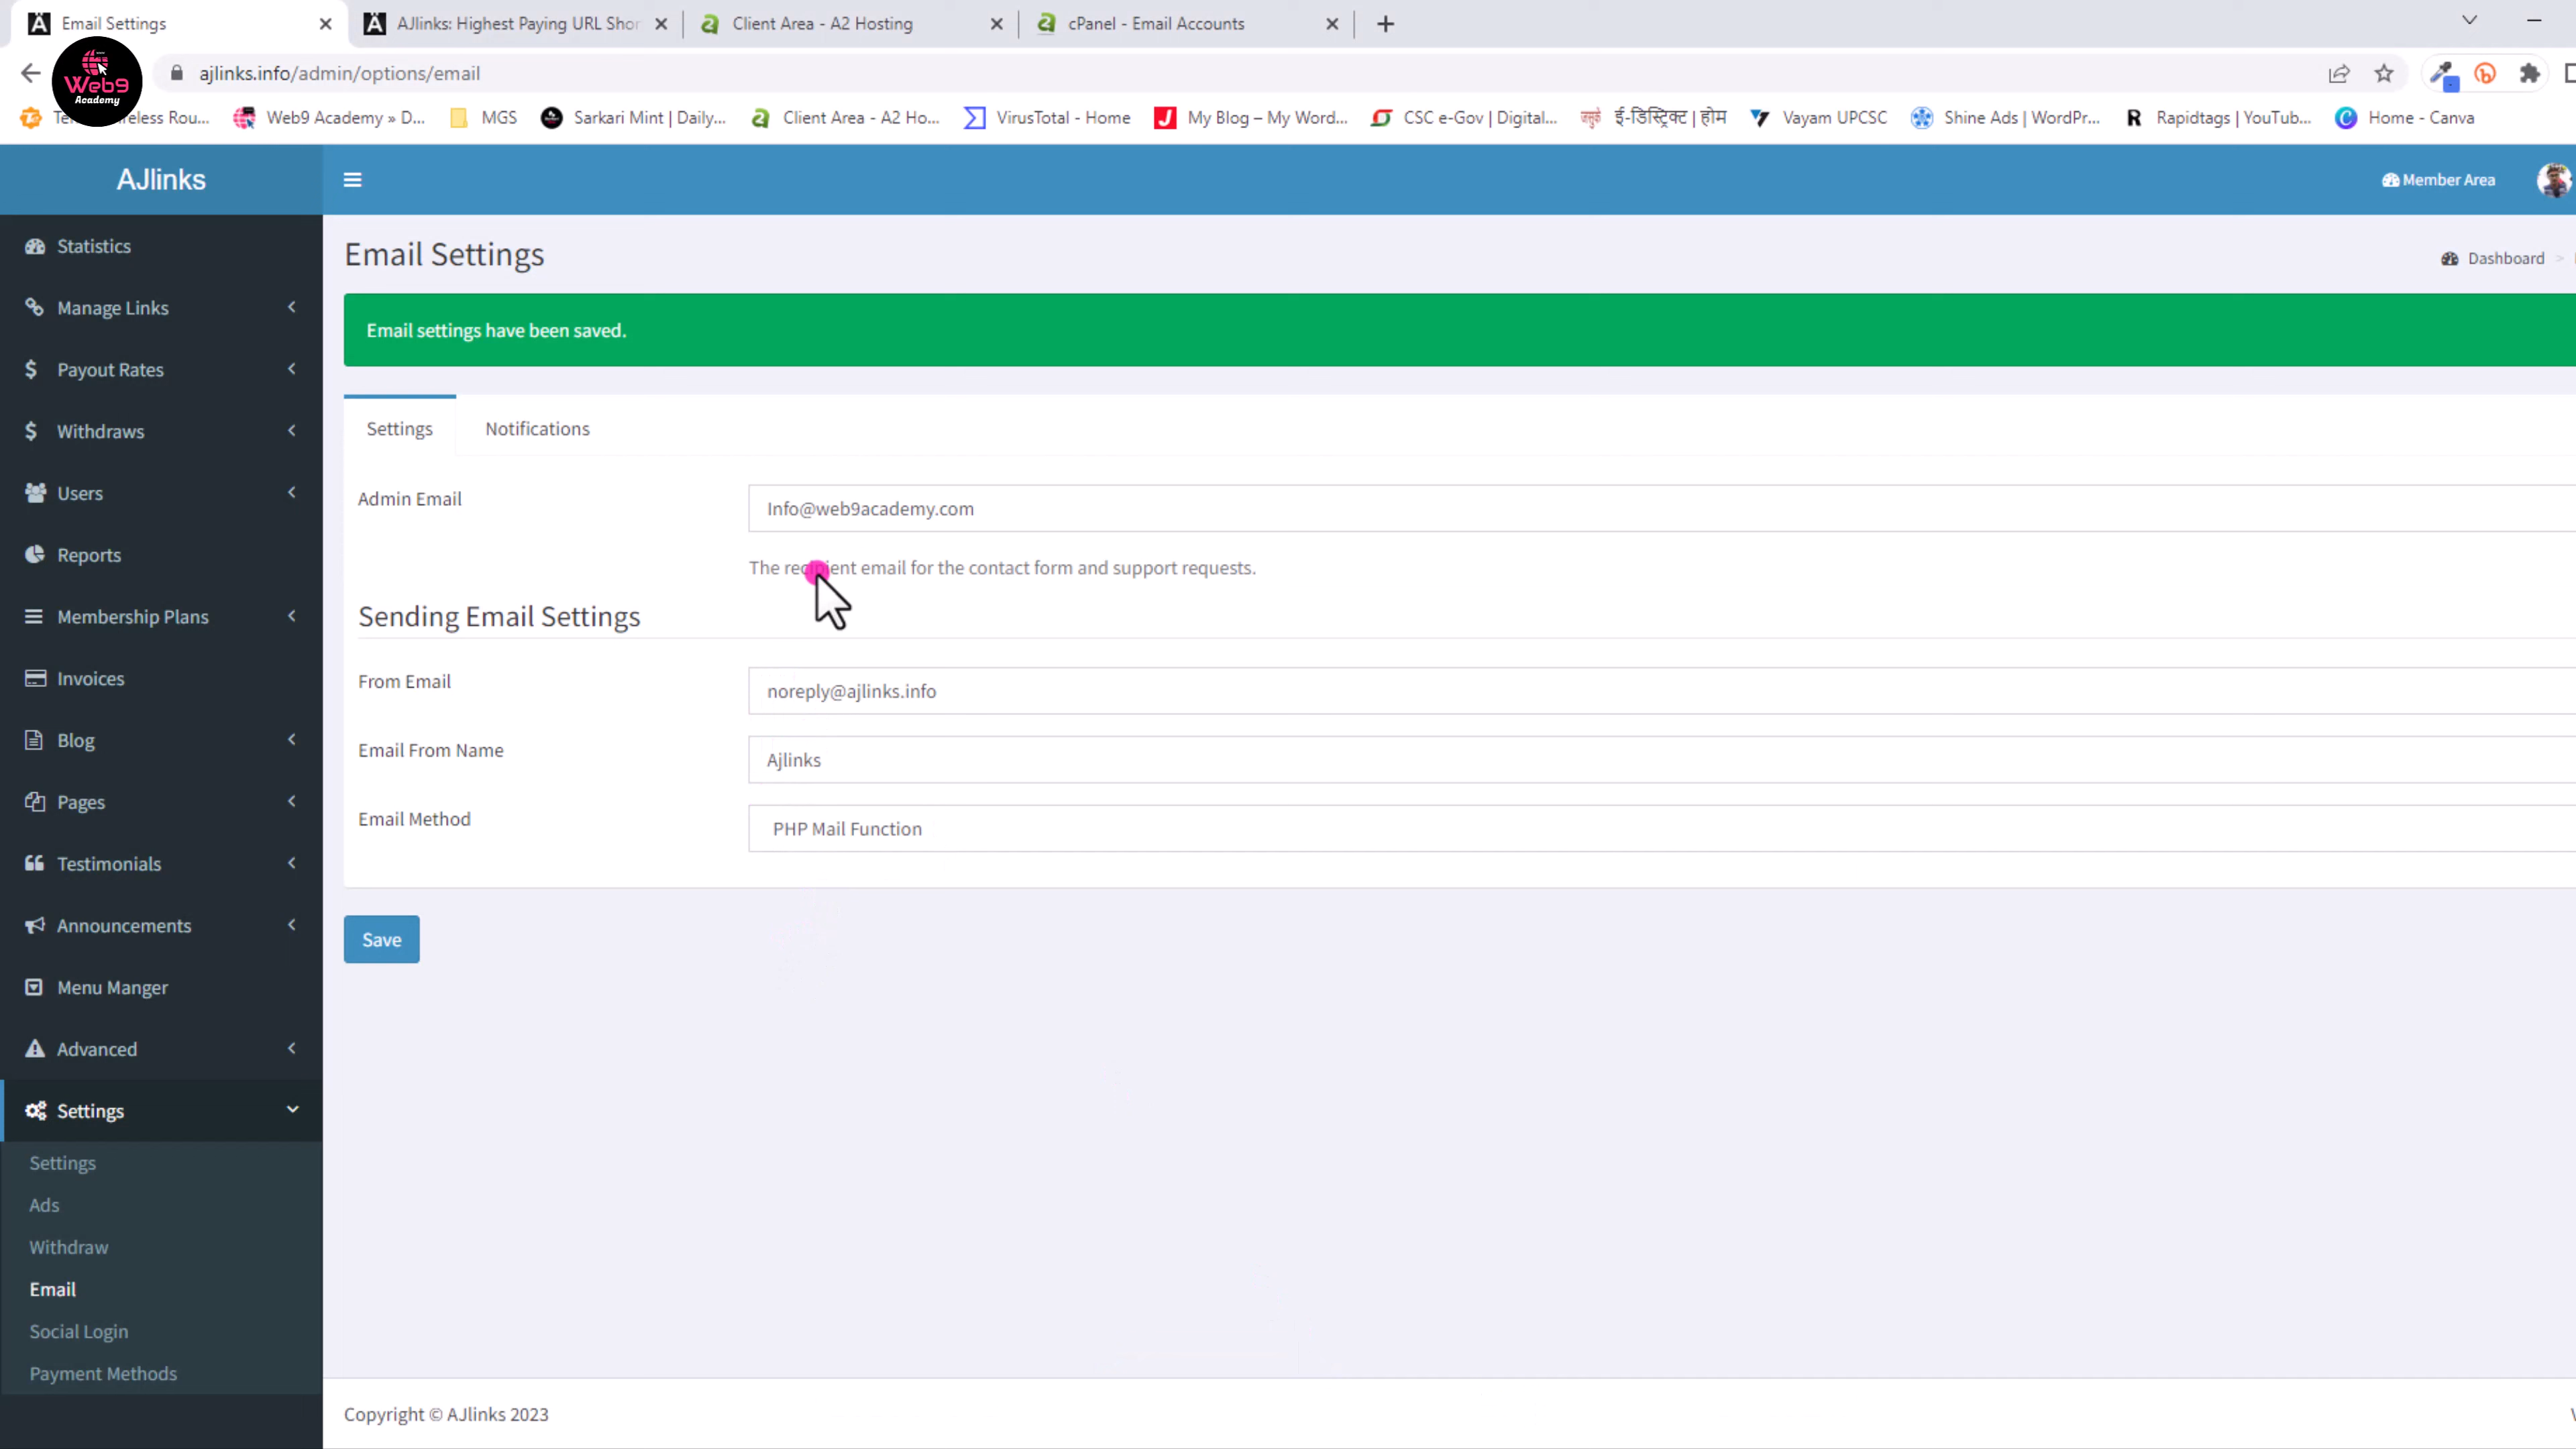 Email Settings
AJlinks: Highest Paying URL Shor
Client Area - A2 Hosting
cPanel - Email Accounts
ajlinks.info/admin/options/email
Web9
Academy
Web9 Academy » D...
MGS
Sarkari Mint | Daily...
Client Area - A2 Ho...
VirusTotal - Home
My Blog – My Word...
CSC e-Gov | Digital...
ई-डिस्ट्रिक्ट | होम
Vayam UPCSC
Shine Ads | WordPr...
Rapidtags | YouTub...
Home - Canva
AJlinks
Member Area
Statistics
Manage Links
Payout Rates
Withdraws
Users
Reports
Membership Plans
Invoices
Blog
Pages
Testimonials
Announcements
Menu Manger
Advanced
Settings
Settings
Ads
Withdraw
Email
Social Login
Payment Methods
Email Settings
Dashboard >
Email settings have been saved.
Settings
Notifications
Admin Email
Info@web9academy.com
The recipient email for the contact form and support requests.
Sending Email Settings
From Email
noreply@ajlinks.info
Email From Name
Ajlinks
Email Method
PHP Mail Function
Save
Copyright © AJlinks 2023